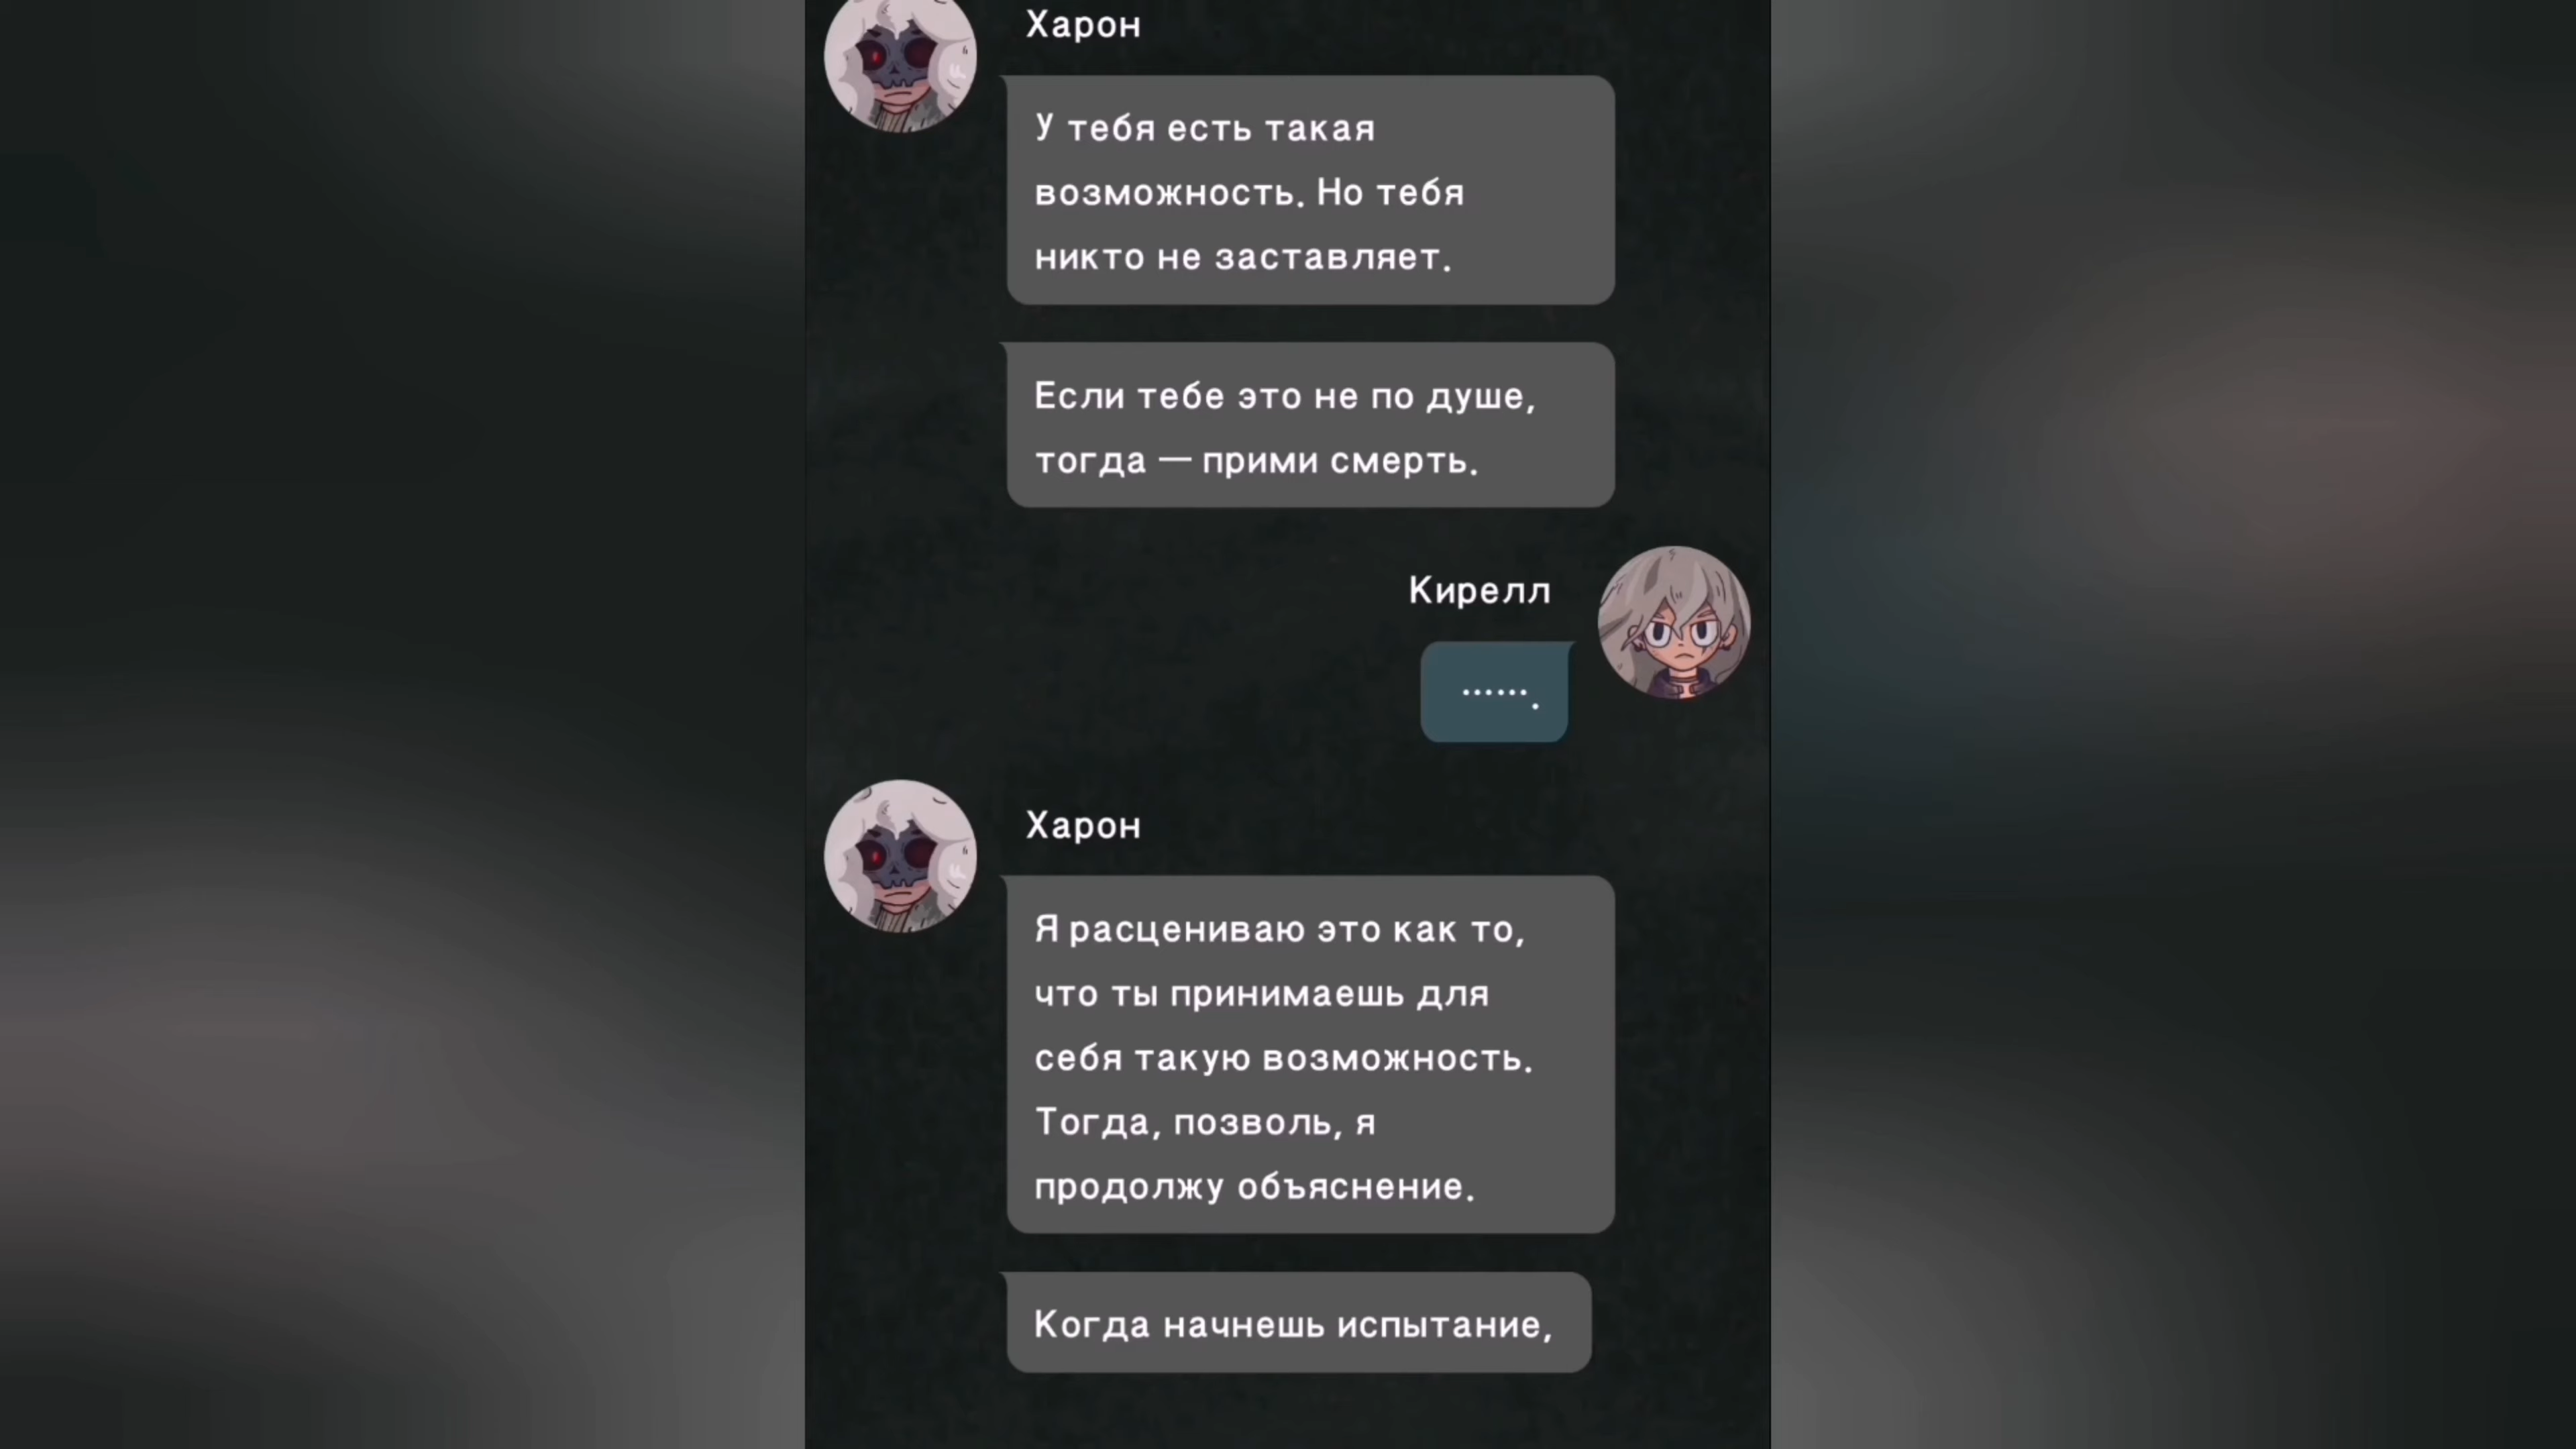 Харон
У тебя есть такая
возможность. Но тебя
никто не заставляет.
Если тебе это не по душе,
тогда — прими смерть.
Кирелл
…….
Харон
Я расцениваю это как то,
что ты принимаешь для
себя такую возможность.
Тогда, позволь, я
продолжу объяснение.
Когда начнешь испытание,